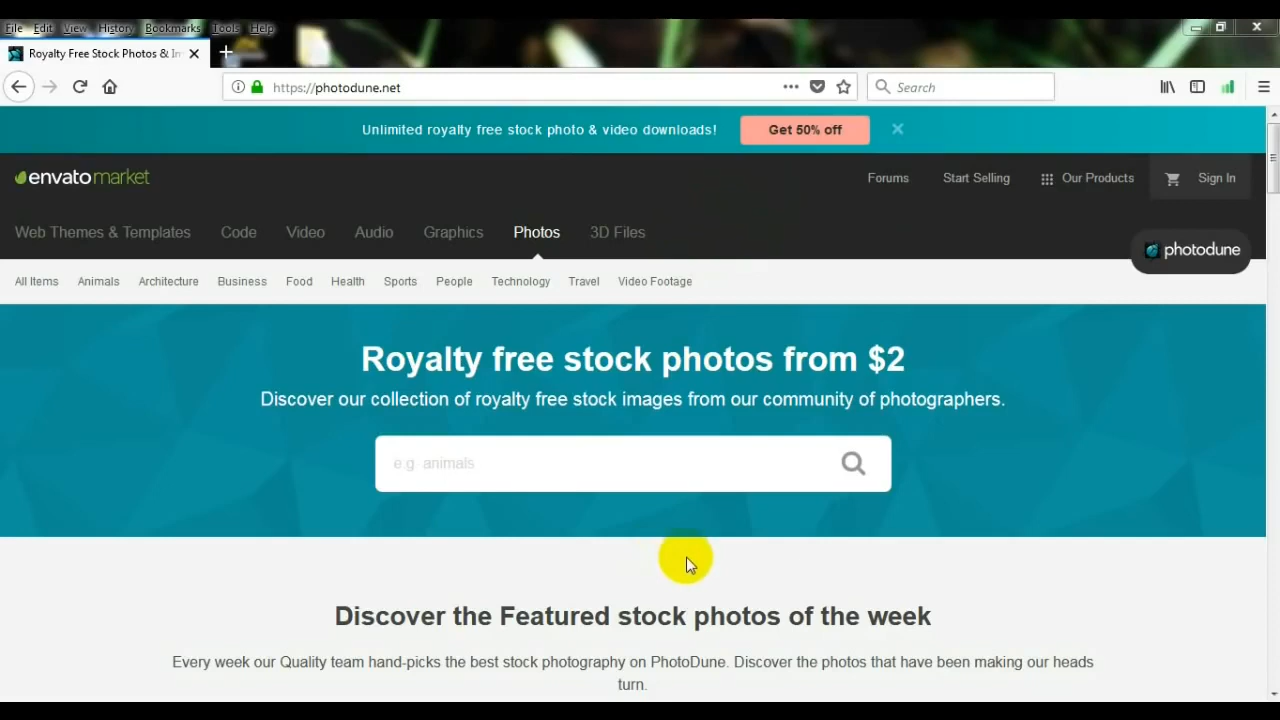 File Edit View History Bookmarks Tools Help
Royalty Free Stock Photos & Im
https://photodune.net
Search
Unlimited royalty free stock photo & video downloads!
Get 50% off
envatomarket
Forums
Start Selling
Our Products
Sign In
Web Themes & Templates
Code
Video
Audio
Graphics
Photos
3D Files
photodune
All Items
Animals
Architecture
Business
Food
Health
Sports
People
Technology
Travel
Video Footage
Royalty free stock photos from $2
Discover our collection of royalty free stock images from our community of photographers.
e.g. animals
Discover the Featured stock photos of the week
Every week our Quality team hand-picks the best stock photography on PhotoDune. Discover the photos that have been making our heads
turn.